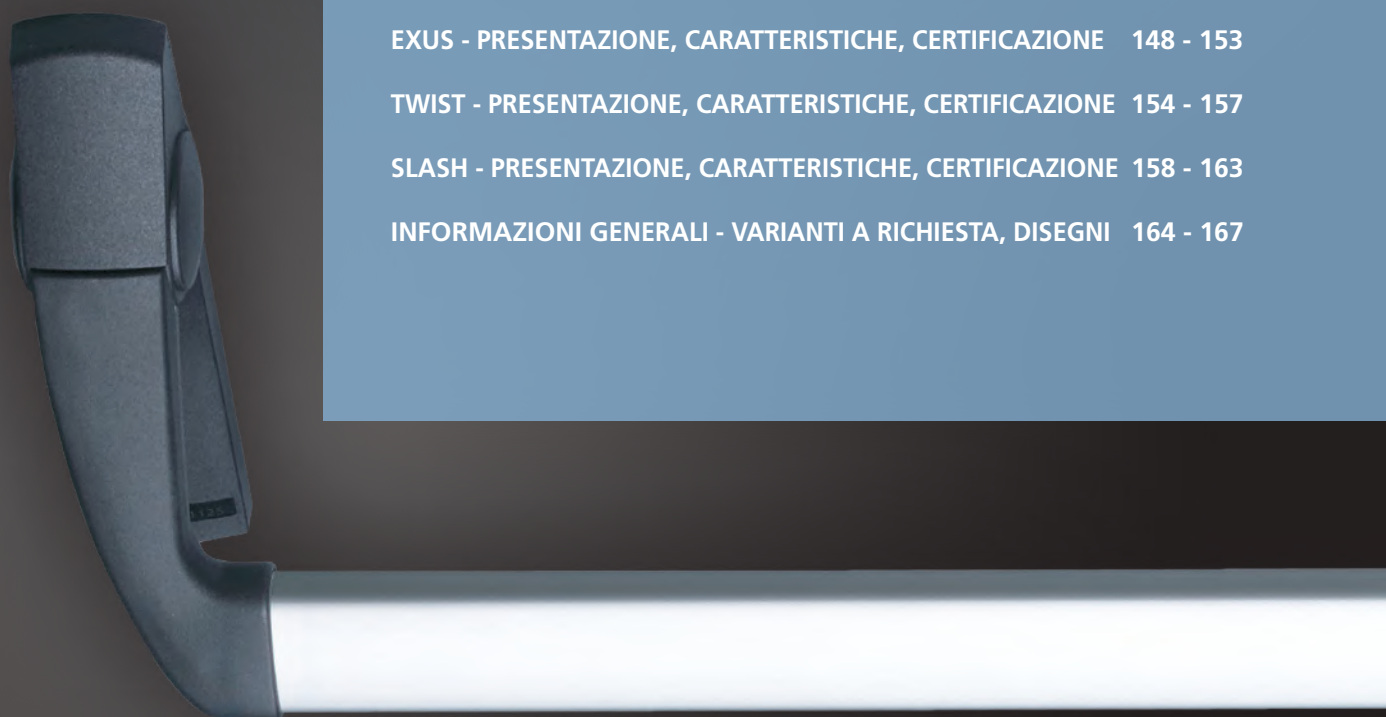 EXUS - PRESENTAZIONE, CARATTERISTICHE, CERTIFICAZIONE 148 - 153
TWIST - PRESENTAZIONE, CARATTERISTICHE, CERTIFICAZIONE 154 - 157
SLASH - PRESENTAZIONE, CARATTERISTICHE, CERTIFICAZIONE 158 - 163
INFORMAZIONI GENERALI - VARIANTI A RICHIESTA, DISEGNI 164 - 167